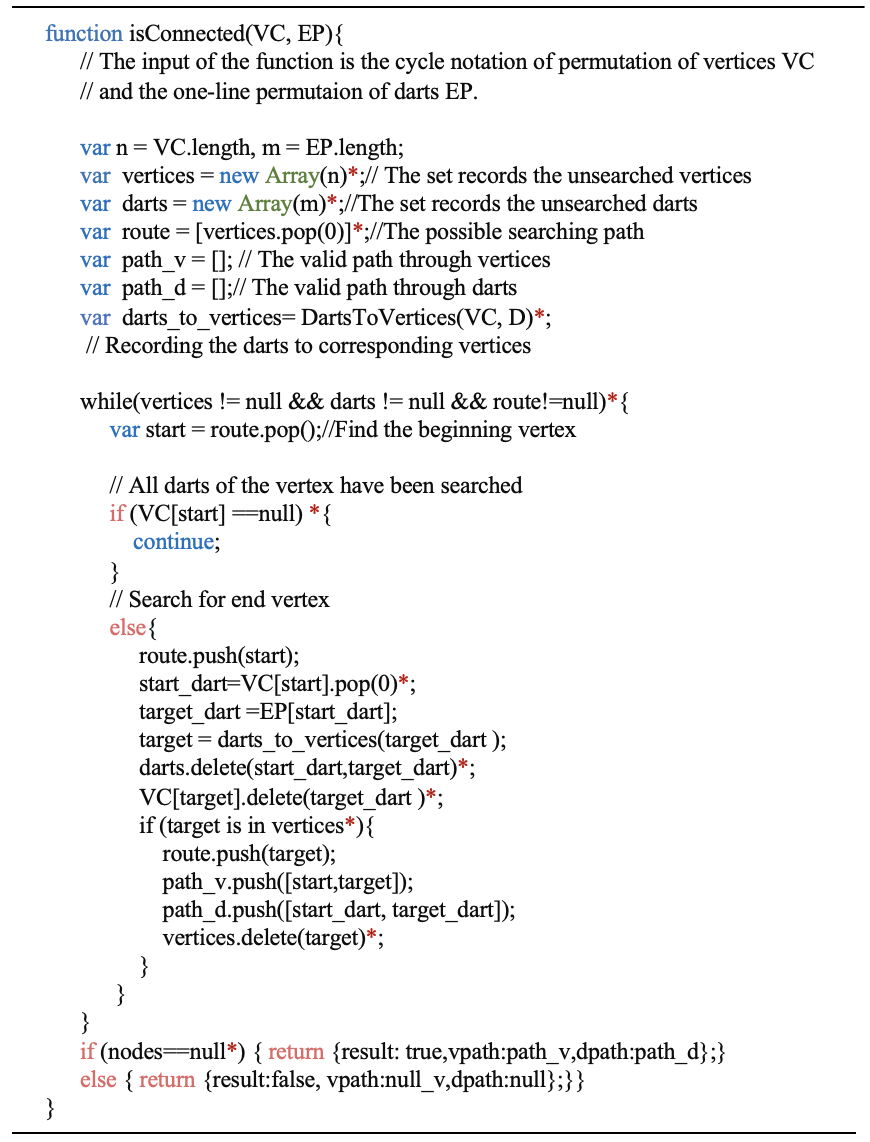 function isConnected(VC, EP){
// The input of the function is the cycle notation of permutation of vertices VC
// and the one-line permutaion of darts EP.
var n = VC.length, m = EP.length;
var vertices = new Array(n)*;// The set records the unsearched vertices
var darts = new Array(m)*;//The set records the unsearched darts
var route = [vertices.pop(0)]*;//The possible searching path
var path_v = []; // The valid path through vertices
var path_d = [];// The valid path through darts
var darts_to_vertices= DartsToVertices(VC, D)*;
// Recording the darts to corresponding vertices
while(vertices != null && darts != null && route!=null)*{
var start = route.pop();//Find the beginning vertex
// All darts of the vertex have been searched
if (VC[start] ==null) *{
continue;
}
// Search for end vertex
else{
route.push(start);
start_dart=VC[start].pop(0)*;
target_dart =EP[start_dart];
target = darts_to_vertices(target_dart );
darts.delete(start_dart,target_dart)*;
VC[target].delete(target_dart )*;
if (target is in vertices*){
route.push(target);
path_v.push([start,target]);
path_d.push([start_dart, target_dart]);
vertices.delete(target)*;
}
}
}
if (nodes==null*) { return {result: true,vpath:path_v,dpath:path_d};}
else { return {result:false, vpath:null_v,dpath:null};}}
}